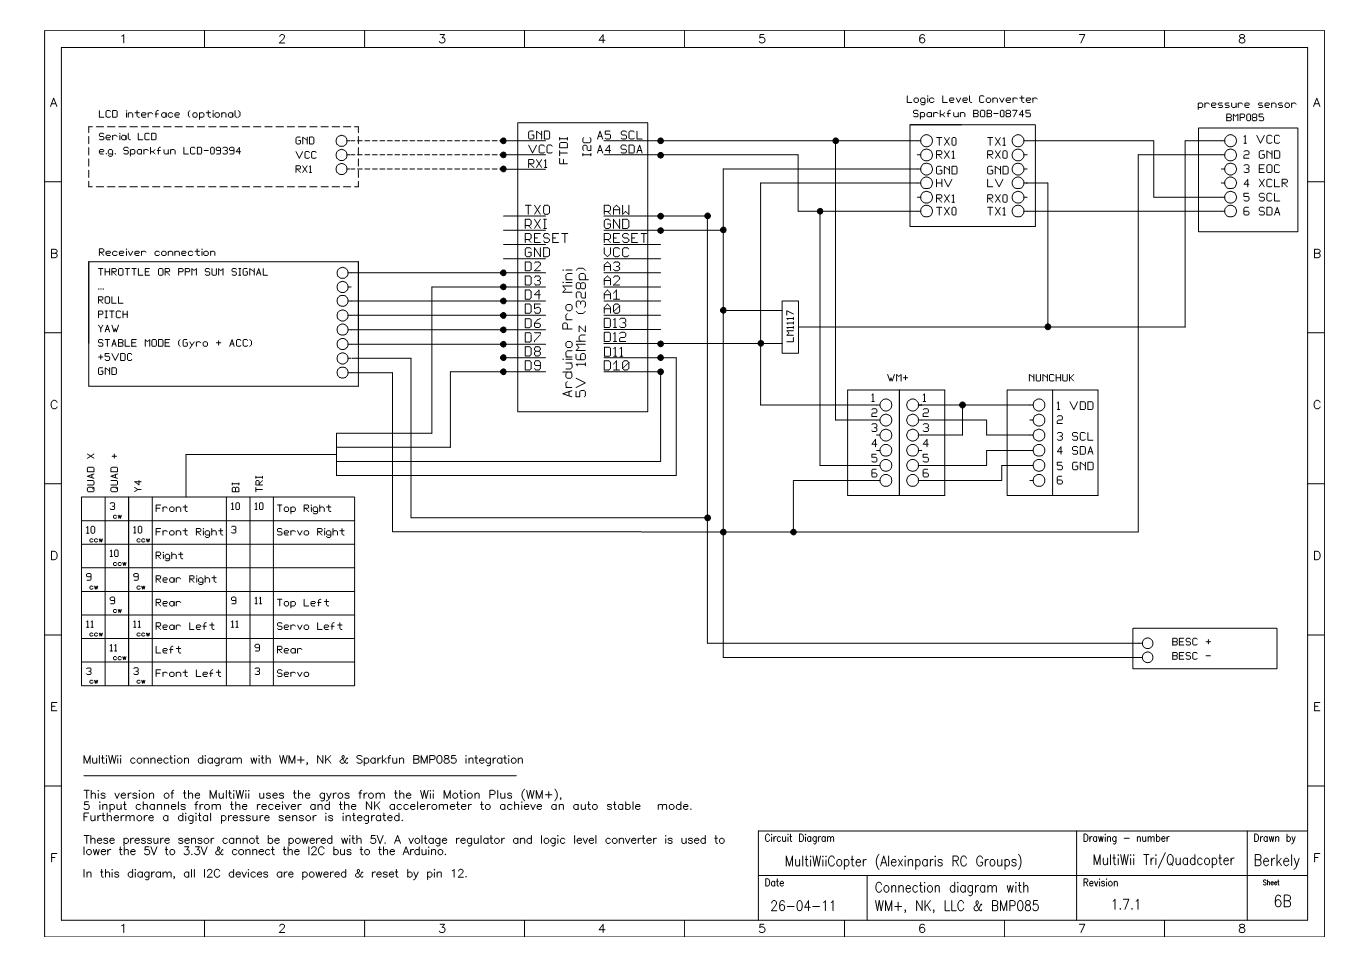 1 2 3 4 5 6 7 8
A
B
C
D
E
F
A
B
C
D
E
F
LCD interface (optional)
Serial LCD
e.g. Sparkfun LCD-09394
GND
VCC
RX1
GND
VCC
RX1
FTDI
I2C
A5 SCL
A4 SDA
TXO
RXI
RESET
GND
D2
D3
D4
D5
D6
D7
D8
D9
RAW
GND
RESET
VCC
A3
A2
A1
A0
D13
D12
D11
D10
Arduino Pro Mini
5V 16Mhz (328p)
Logic Level Converter
Sparkfun BOB-08745
TX0 TX1
RX1 RX0
GND GND
HV LV
RX1 RX0
TX0 TX1
pressure sensor
BMP085
1 VCC
2 GND
3 EOC
4 XCLR
5 SCL
6 SDA
Receiver connection
THROTTLE OR PPM SUM SIGNAL
...
ROLL
PITCH
YAW
STABLE MODE (Gyro + ACC)
+5VDC
GND
LM1117
WM+
1 1
2 2
3 3
4 4
5 5
6 6
NUNCHUK
1 VDD
2
3 SCL
4 SDA
5 GND
6
QUAD X
QUAD +
Y4
BI
TRI
3 cw Front 10 10 Top Right
10 ccw 10 ccw Front Right 3 Servo Right
10 ccw Right
9 cw 9 cw Rear Right
9 cw Rear 9 11 Top Left
11 ccw 11 ccw Rear Left 11 Servo Left
11 ccw Left 9 Rear
3 cw 3 cw Front Left 3 Servo
BESC +
BESC -
MultiWii connection diagram with WM+, NK & Sparkfun BMP085 integration
This version of the MultiWii uses the gyros from the Wii Motion Plus (WM+),
5 input channels from the receiver and the NK accelerometer to achieve an auto stable mode.
Furthermore a digital pressure sensor is integrated.
These pressure sensor cannot be powered with 5V. A voltage regulator and logic level converter is used to
lower the 5V to 3.3V & connect the I2C bus to the Arduino.
In this diagram, all I2C devices are powered & reset by pin 12.
Circuit Diagram
MultiWiiCopter (Alexinparis RC Groups)
Drawing - number
MultiWii Tri/Quadcopter
Drawn by
Berkely
Date
26-04-11
Connection diagram with
WM+, NK, LLC & BMP085
Revision
1.7.1
Sheet
6B
1 2 3 4 5 6 7 8